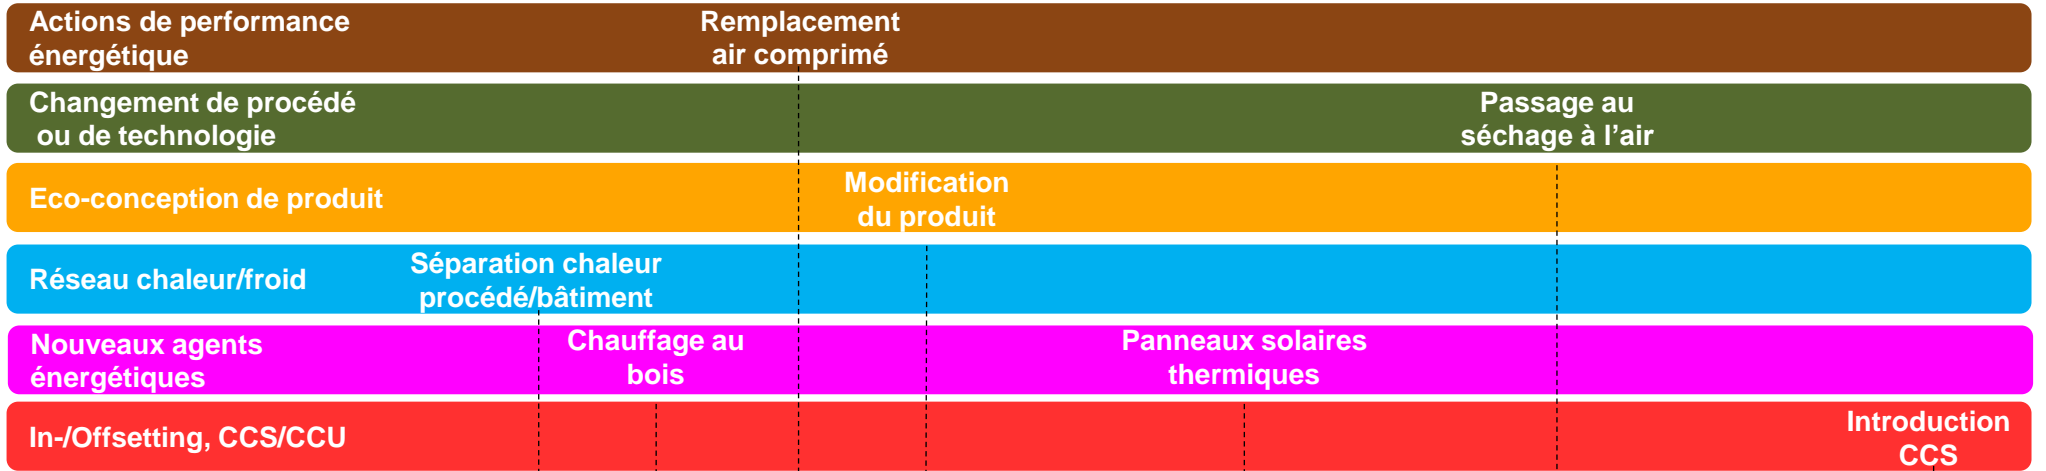 Actions de performance
énergétique
Remplacement
air comprimé
Changement de procédé
ou de technologie
Passage au
séchage à l’air
Eco-conception de produit
Modification
du produit
Réseau chaleur/froid
Séparation chaleur
procédé/bâtiment
Nouveaux agents
énergétiques
Chauffage au
bois
Panneaux solaires
thermiques
In-/Offsetting, CCS/CCU
Introduction
CCS